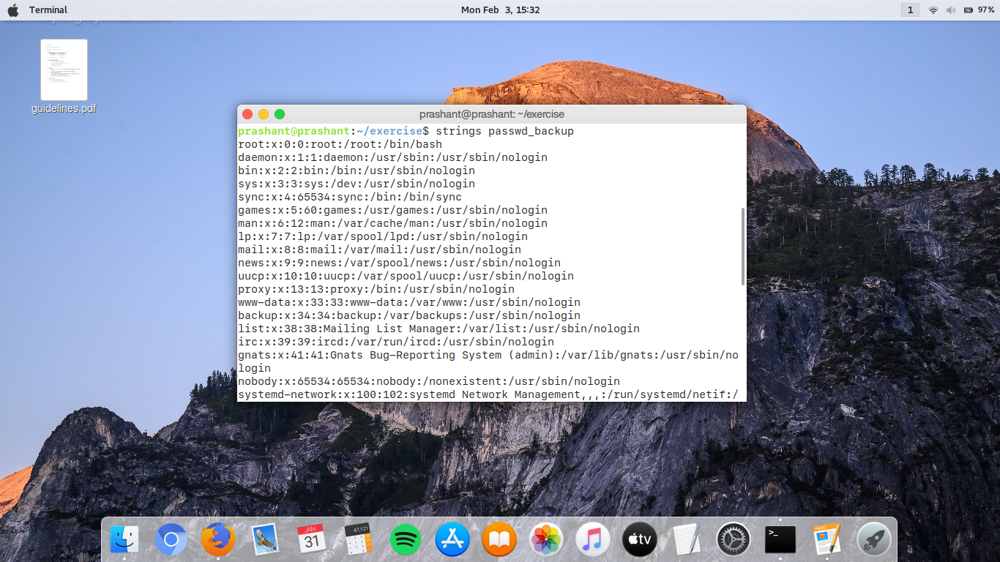 Terminal
Mon Feb 3, 15:32
1
97%
guidelines.pdf
prashant@prashant: ~/exercise
prashant@prashant:~/exercise$ strings passwd_backup
root:x:0:0:root:/root:/bin/bash
daemon:x:1:1:daemon:/usr/sbin:/usr/sbin/nologin
bin:x:2:2:bin:/bin:/usr/sbin/nologin
sys:x:3:3:sys:/dev:/usr/sbin/nologin
sync:x:4:65534:sync:/bin:/bin/sync
games:x:5:60:games:/usr/games:/usr/sbin/nologin
man:x:6:12:man:/var/cache/man:/usr/sbin/nologin
lp:x:7:7:lp:/var/spool/lpd:/usr/sbin/nologin
mail:x:8:8:mail:/var/mail:/usr/sbin/nologin
news:x:9:9:news:/var/spool/news:/usr/sbin/nologin
uucp:x:10:10:uucp:/var/spool/uucp:/usr/sbin/nologin
proxy:x:13:13:proxy:/bin:/usr/sbin/nologin
www-data:x:33:33:www-data:/var/www:/usr/sbin/nologin
backup:x:34:34:backup:/var/backups:/usr/sbin/nologin
list:x:38:38:Mailing List Manager:/var/list:/usr/sbin/nologin
irc:x:39:39:ircd:/var/run/ircd:/usr/sbin/nologin
gnats:x:41:41:Gnats Bug-Reporting System (admin):/var/lib/gnats:/usr/sbin/no
login
nobody:x:65534:65534:nobody:/nonexistent:/usr/sbin/nologin
systemd-network:x:100:102:systemd Network Management,,,:/run/systemd/netif:/
JAN
31
47,121
tv
>_